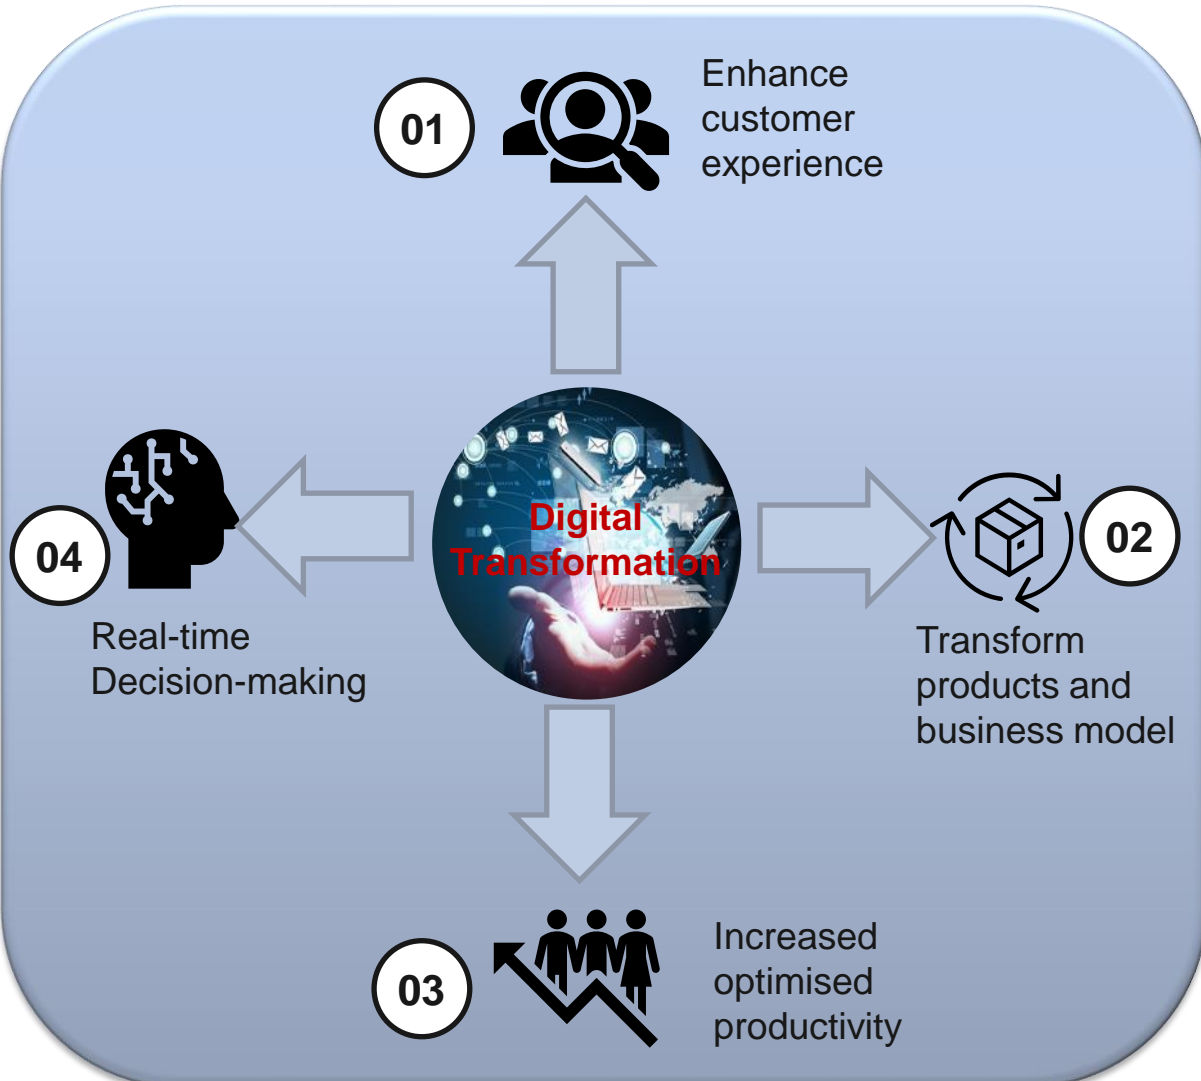 01
Enhance
customer
experience
Digital
Transformation
02
Transform
products and
business model
03
Increased
optimised
productivity
04
Real-time
Decision-making